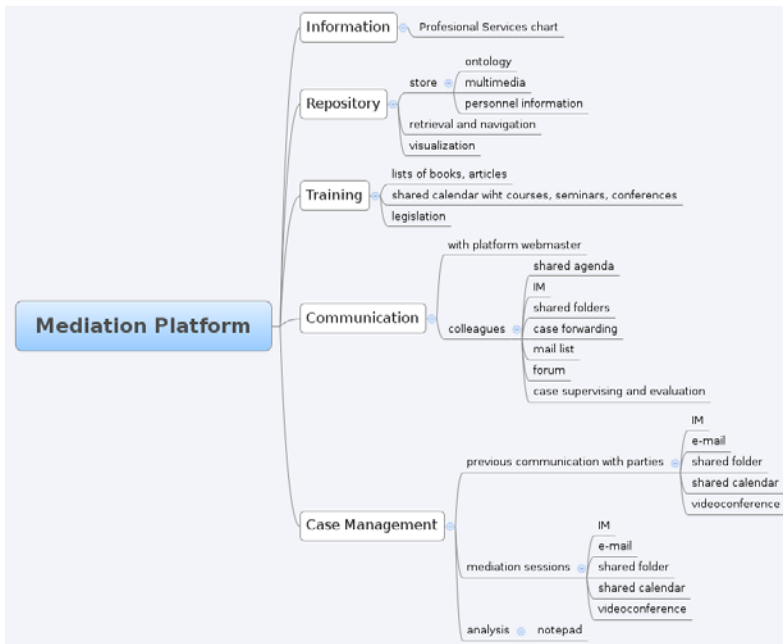 Information
Profesional Services chart
Repository
store
ontology
multimedia
personnel information
retrieval and navigation
visualization
Training
lists of books, articles
shared calendar wiht courses, seminars, conferences
legislation
Mediation Platform
Communication
with platform webmaster
colleagues
shared agenda
IM
shared folders
case forwarding
mail list
forum
case supervising and evaluation
Case Management
previous communication with parties
IM
e-mail
shared folder
shared calendar
videoconference
mediation sessions
IM
e-mail
shared folder
shared calendar
videoconference
analysis
notepad